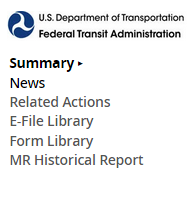 U.S. Department of Transportation
Federal Transit Administration
Summary ▸
News
Related Actions
E-File Library
Form Library
MR Historical Report